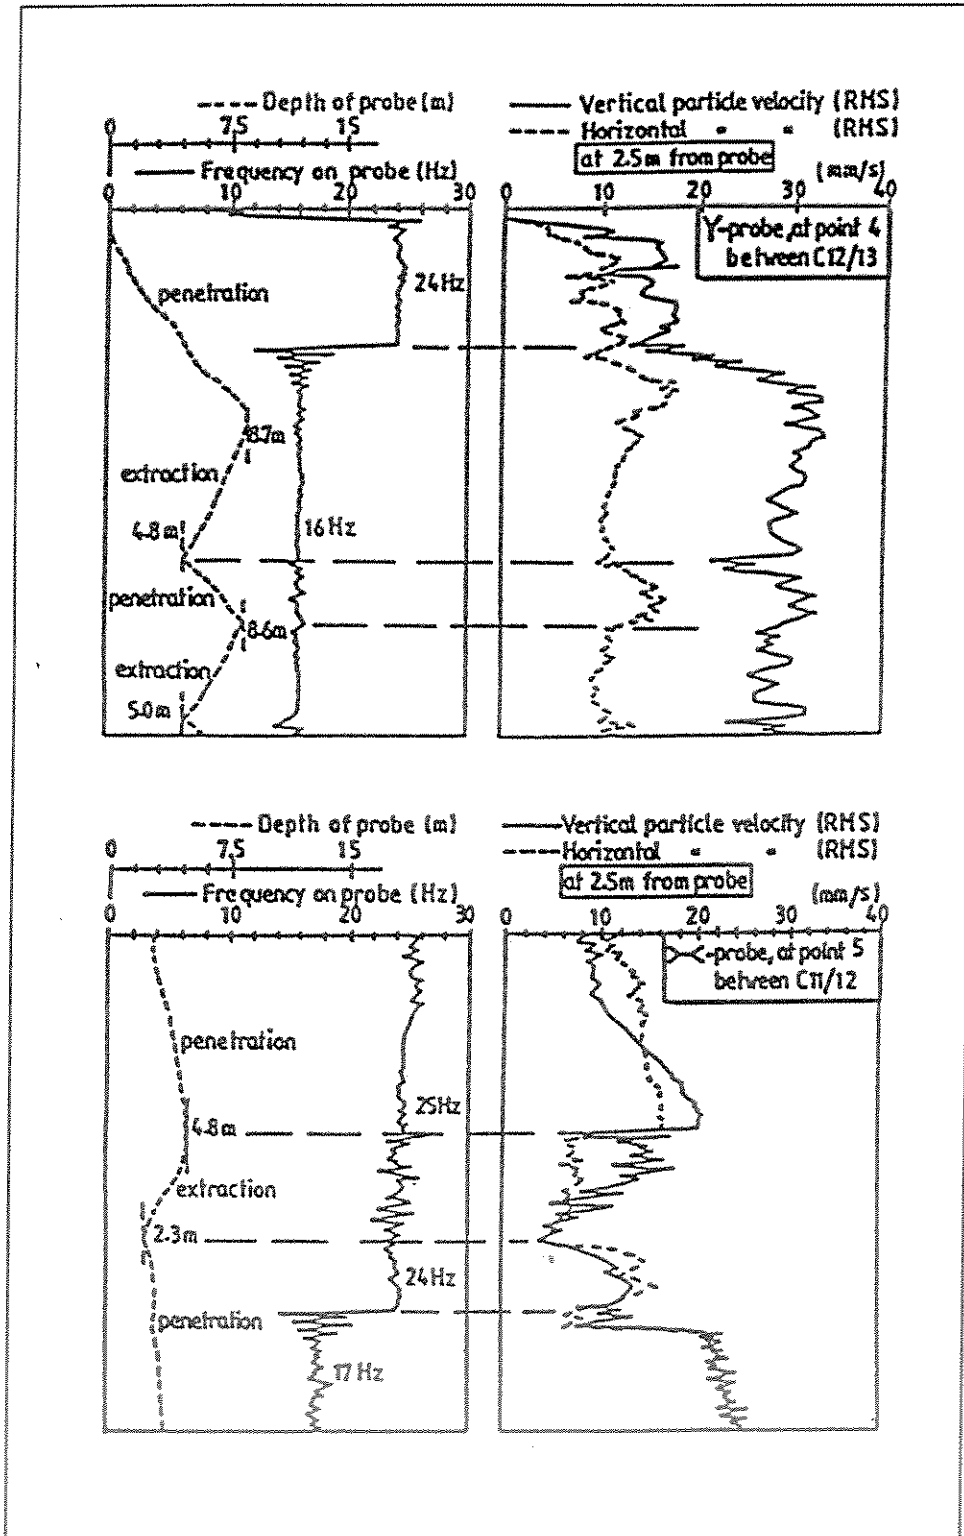 Depth of probe (m)
0 7.5 15
Frequency on probe (Hz)
0 10 20 30
Vertical particle velocity (RMS)
Horizontal " " (RMS)
at 2.5m from probe
(mm/s)
0 10 20 30 40
Y-probe, at point 4
between C12/13
24Hz
penetration
8.7m
extraction
4.8m
16Hz
penetration
8.6m
extraction
5.0m
Depth of probe (m)
0 7.5 15
Frequency on probe (Hz)
0 10 20 30
Vertical particle velocity (RMS)
Horizontal " " (RMS)
at 2.5m from probe
(mm/s)
0 10 20 30 40
-probe, at point 5
between C11/12
penetration
25Hz
4.8m
extraction
2.3m
24Hz
penetration
17Hz